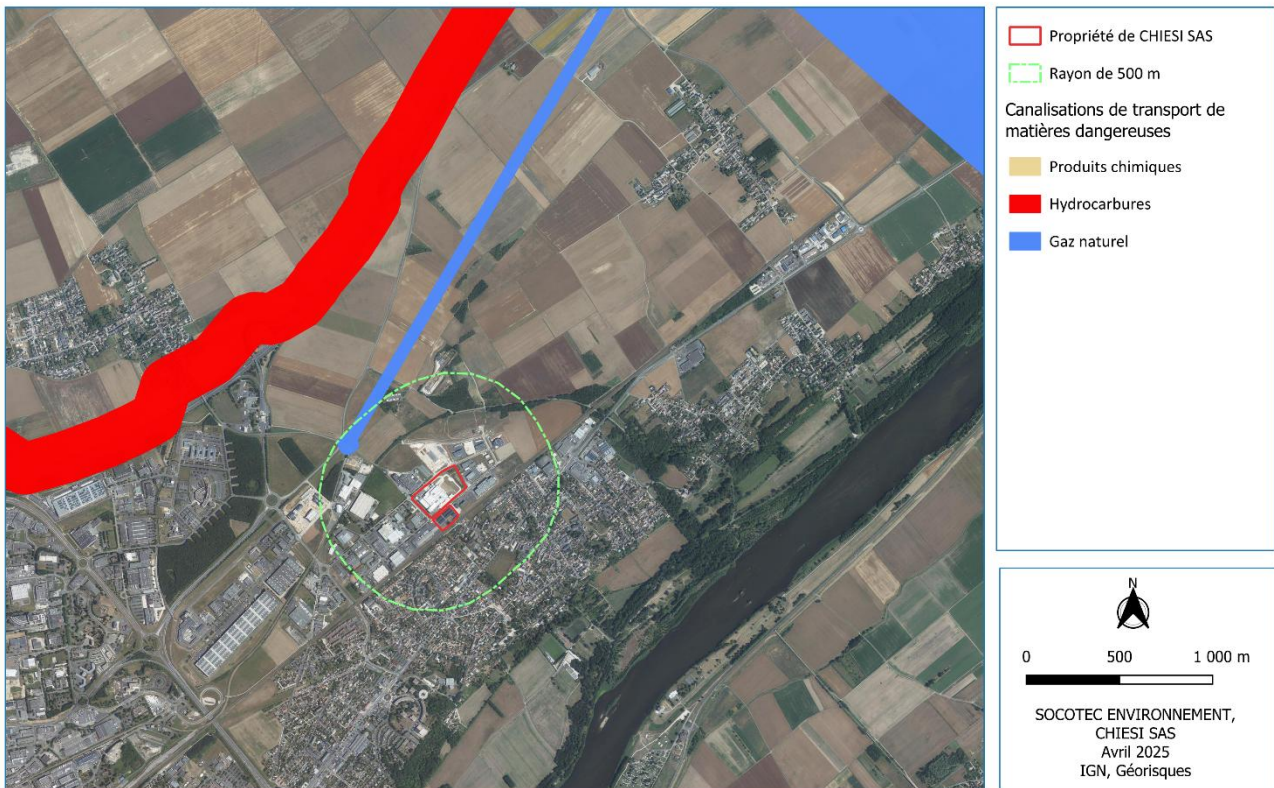 Propriété de CHIESI SAS
Rayon de 500 m
Canalisations de transport de
matières dangereuses
Produits chimiques
Hydrocarbures
Gaz naturel
N
0 500 1 000 m
SOCOTEC ENVIRONNEMENT,
CHIESI SAS
Avril 2025
IGN, Géorisques